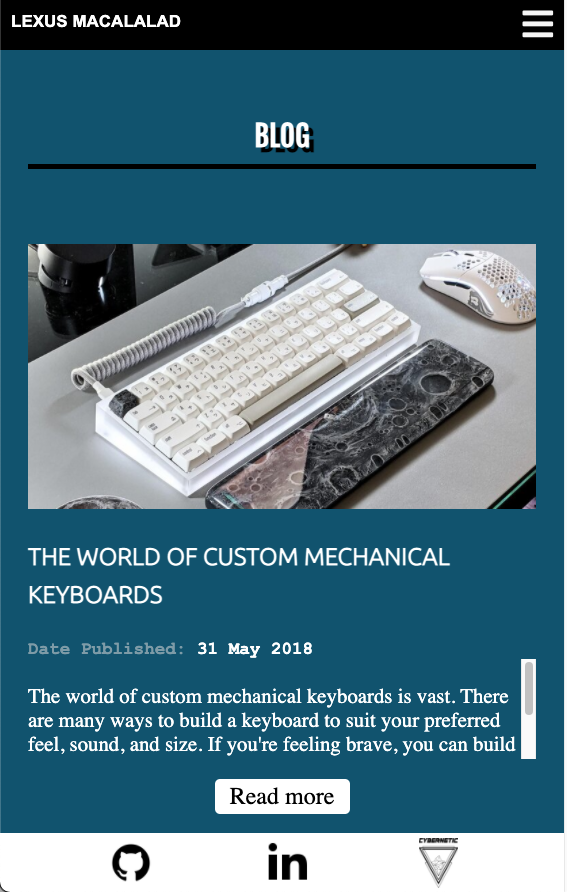 LEXUS MACALALAD
BLOG
THE WORLD OF CUSTOM MECHANICAL
KEYBOARDS
Date Published: 31 May 2018
The world of custom mechanical keyboards is vast. There
are many ways to build a keyboard to suit your preferred
feel, sound, and size. If you're feeling brave, you can build
Read more
in
CYBERNETIC